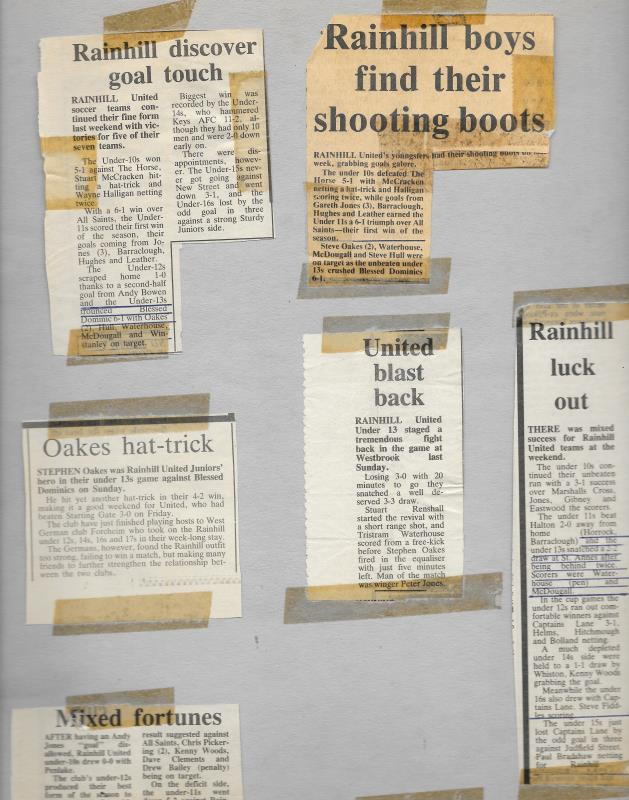 Rainhill discover
goal touch
RAINHILL United
soccer teams con-
tinued their fine form
last weekend with vic-
tories for five of their
seven teams.
The Under-10s won
5-1 against The Horse,
Stuart McCracken hit-
ting a hat-trick and
Wayne Halligan netting
twice.
With a 6-1 win over
All Saints, the Under-
11s scored their first win
of the season, their
goals coming from Jo-
nes (3), Barraclough,
Hughes and Leather.
The Under-12s
scraped home 1-0
thanks to a second-half
goal from Andy Bowen
and the Under-13s
trounced Blessed
Dominic 6-1 with Oakes
(2), Hull, Waterhouse,
McDougall and Win-
stanley on target.
Biggest win was
recorded by the Under-
14s, who hammered
Keys AFC 11-2, al-
though they had only 10
men and were 2-0 down
early on.
There were dis-
appointments, howev-
er. The Under-15s nev-
er got going against
New Street and went
down 3-1, and the
Under-16s lost by the
odd goal in three
against a strong Sturdy
Juniors side.
Rainhill boys
find their
shooting boots
RAINHILL United's youngsters had their shooting boots on
week, grabbing goals galore.
The under 10s defeated The
Horse 5-1 with McCracken
netting a hat-trick and Halligan
scoring twice, while goals from
Gareth Jones (3), Barraclough,
Hughes and Leather earned the
Under 11s a 6-1 triumph over All
Saints—their first win of the
season.
Steve Oakes (2), Waterhouse,
McDougall and Steve Hull were
on target as the unbeaten under
13s crushed Blessed Dominics
6-1.
United
blast
back
RAINHILL United
Under 13 staged a
tremendous fight
back in the game at
Westbrook last
Sunday.
Losing 3-0 with 20
minutes to go they
snatched a well de-
served 3-3 draw.
Stuart Renshall
started the revival with
a short range shot, and
Tristram Waterhouse
scored from a free-kick
before Stephen Oakes
fired in the equaliser
with just five minutes
left. Man of the match
was winger Peter Jones.
Rainhill
luck
out
THERE was mixed
success for Rainhill
United teams at the
weekend.
The under 10s con-
tinued their unbeaten
run with a 3-1 success
over Marshalls Cross,
Jones, Gibney and
Eastwood the scorers.
The under 11s beat
Halton 2-0 away from
home (Horrock,
Barraclough) and the
under 13s snatched a 2-2
draw at St. Annes after
being behind twice.
Scorers were Water-
house (pen) and
McDougall.
In the cup games the
under 12s ran out com-
fortable winners against
Captains Lane 3-1,
Helms, Hitchmough
and Bolland netting.
A much depleted
under 14s side were
held to a 1-1 draw by
Whiston, Kenny Woods
grabbing the goal.
Meanwhile the under
16s also drew with Cap-
tains Lane. Steve Fidd-
les scoring.
The under 15s just
lost Captains Lane by
the odd goal in three
against Judfield Street.
Paul Bradshaw netting
for Rainhill
Oakes hat-trick
STEPHEN Oakes was Rainhill United Juniors'
hero in their under 13s game against Blessed
Dominics on Sunday.
He hit yet another hat-trick in their 4-2 win,
making it a good weekend for United, who had
beaten Starting Gate 3-0 on Friday.
The club have just finished playing hosts to West
German club Forcheim who took on the Rainhill
under 12s, 14s, 16s and 17s in their week-long stay.
The Germans, however, found the Rainhill outfit
too strong, failing to win a match, but making many
friends to further strengthen the relationship bet-
ween the two clubs.
Mixed fortunes
AFTER having an Andy
Jones "goal" dis-
allowed, Rainhill United
under-10s drew 0-0 with
Penlake.
The club's under-12s
produced their best
form of the season to
result suggested against
All Saints, Chris Picker-
ing (2), Kenny Woods,
Dave Clements and
Drew Bailey (penalty)
being on target.
On the deficit side,
the under-11s went